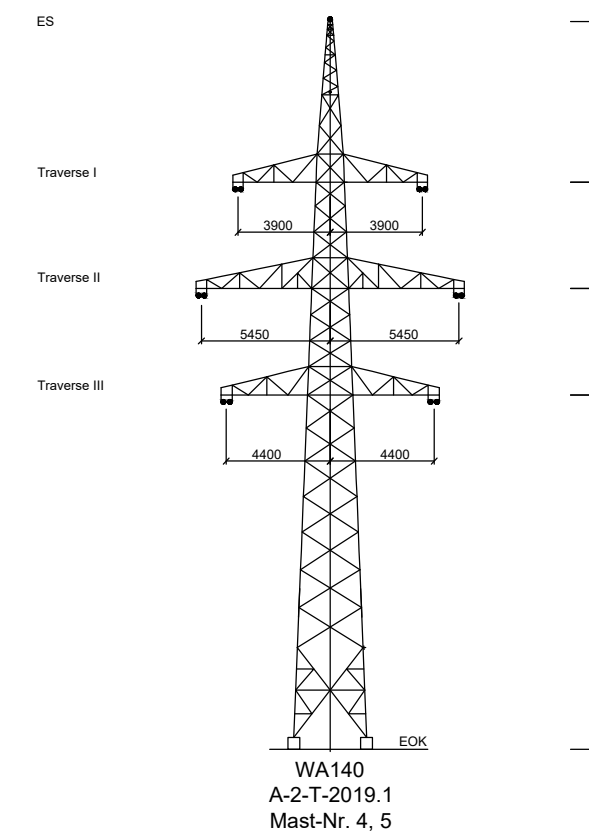 ES
Traverse I
3900 3900
Traverse II
5450 5450
Traverse III
4400 4400
EOK
WA140
A-2-T-2019.1
Mast-Nr. 4, 5